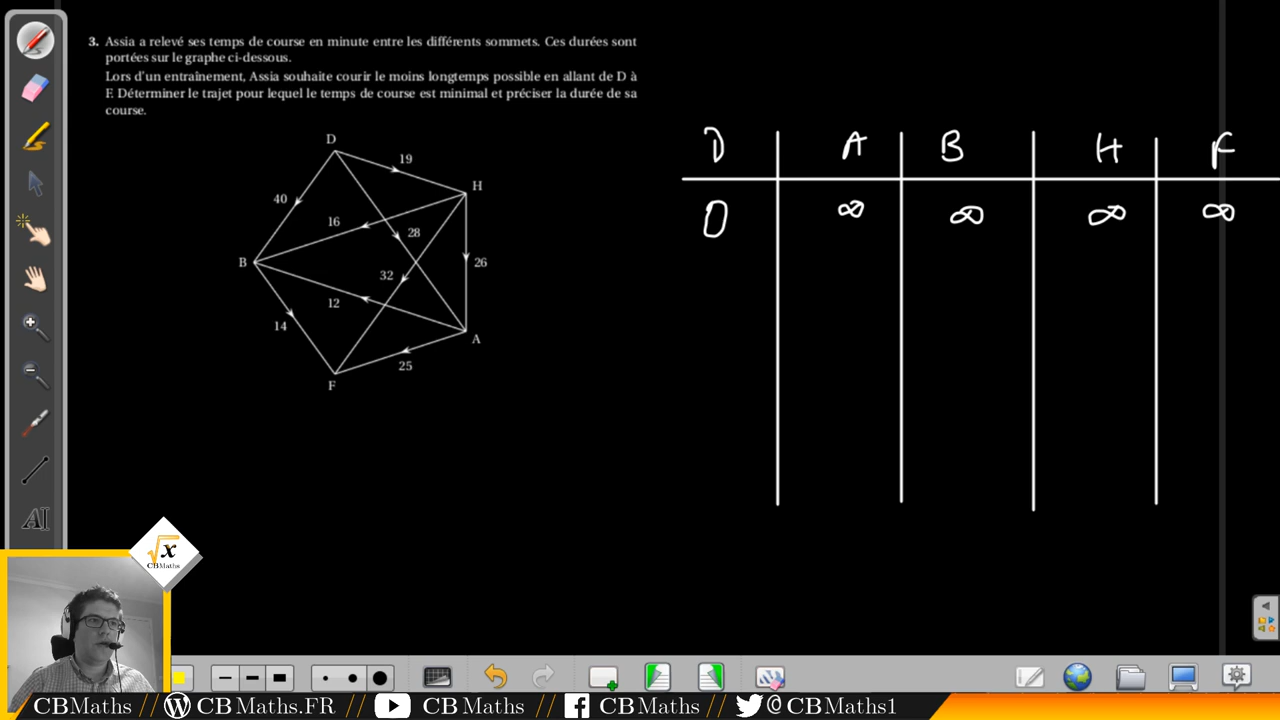 3. Assia a relevé ses temps de course en minute entre les différents sommets. Ces durées sont
portées sur le graphe ci-dessous.
Lors d'un entraînement, Assia souhaite courir le moins longtemps possible en allant de D à
F. Déterminer le trajet pour lequel le temps de course est minimal et préciser la durée de sa
course.
D
19
H
40
16
28
B
32
26
12
14
A
25
F
D A B H F
0 ∞ ∞ ∞ ∞
AI
√x
CBMaths
CBMaths // CBMaths.FR // CBMaths // CBMaths // @CBMaths1